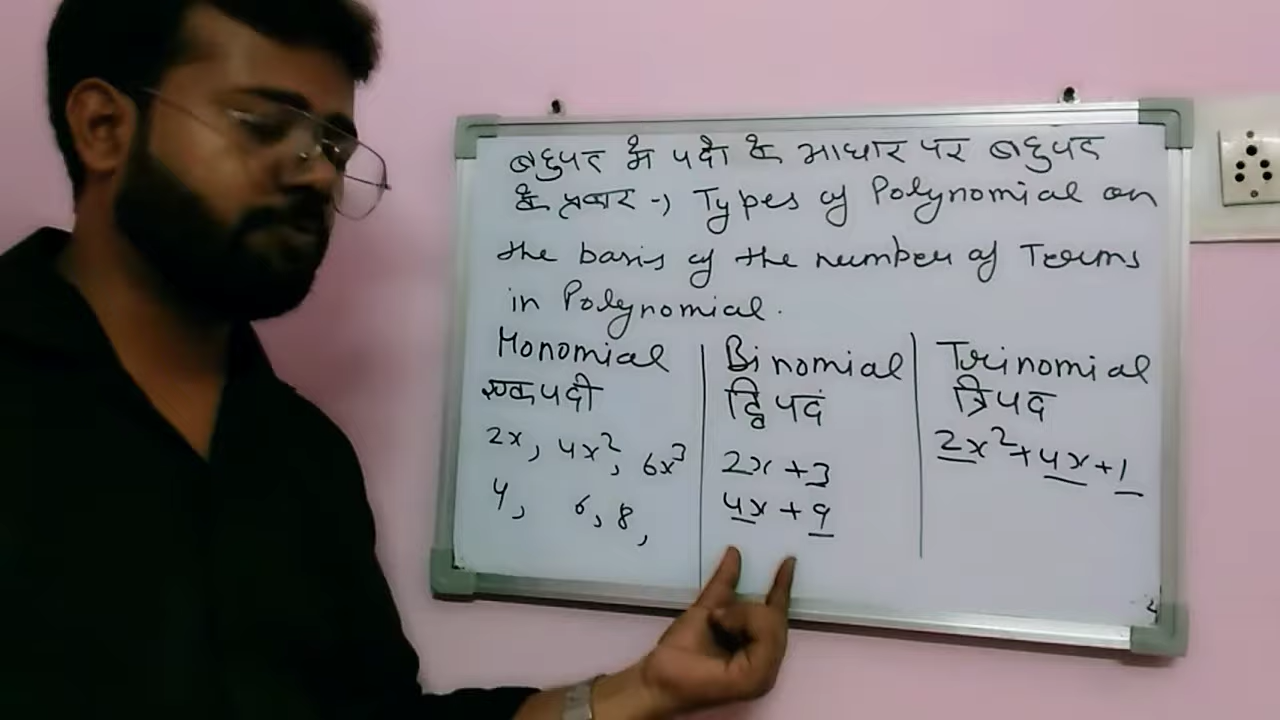 बहुपद में पदों के आधार पर बहुपद
के प्रकार -> Types of Polynomial on
the basis of the number of Terms
in Polynomial.
Monomial
एकपदी
2x, 4x², 6x³
4, 6, 8,
Binomial
द्विपद
2x + 3
4x + 9
Trinomial
त्रिपद
2x² + 4x + 1